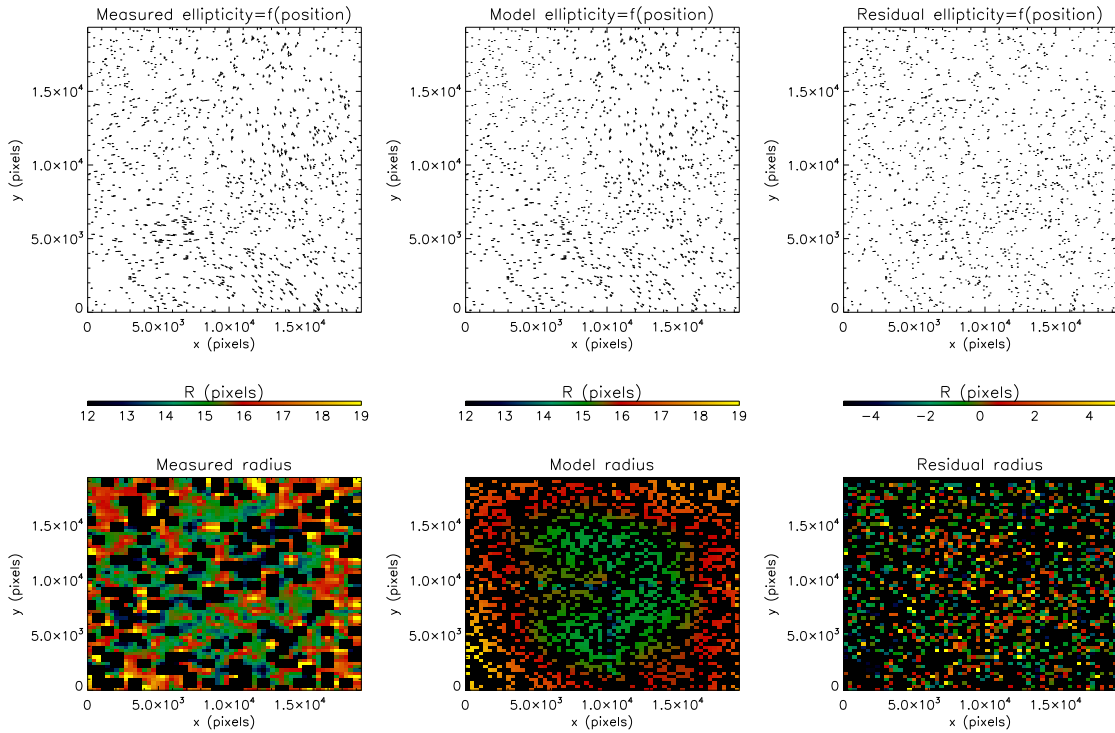 Measured ellipticity=f(position)
Model ellipticity=f(position)
Residual ellipticity=f(position)
y (pixels)
1.5×10⁴
1.0×10⁴
5.0×10³
0
0 5.0×10³ 1.0×10⁴ 1.5×10⁴
x (pixels)
y (pixels)
1.5×10⁴
1.0×10⁴
5.0×10³
0
0 5.0×10³ 1.0×10⁴ 1.5×10⁴
x (pixels)
y (pixels)
1.5×10⁴
1.0×10⁴
5.0×10³
0
0 5.0×10³ 1.0×10⁴ 1.5×10⁴
x (pixels)
R (pixels)
12 13 14 15 16 17 18 19
R (pixels)
12 13 14 15 16 17 18 19
R (pixels)
-4 -2 0 2 4
Measured radius
Model radius
Residual radius
y (pixels)
1.5×10⁴
1.0×10⁴
5.0×10³
0
0 5.0×10³ 1.0×10⁴ 1.5×10⁴
x (pixels)
y (pixels)
1.5×10⁴
1.0×10⁴
5.0×10³
0
0 5.0×10³ 1.0×10⁴ 1.5×10⁴
x (pixels)
y (pixels)
1.5×10⁴
1.0×10⁴
5.0×10³
0
0 5.0×10³ 1.0×10⁴ 1.5×10⁴
x (pixels)